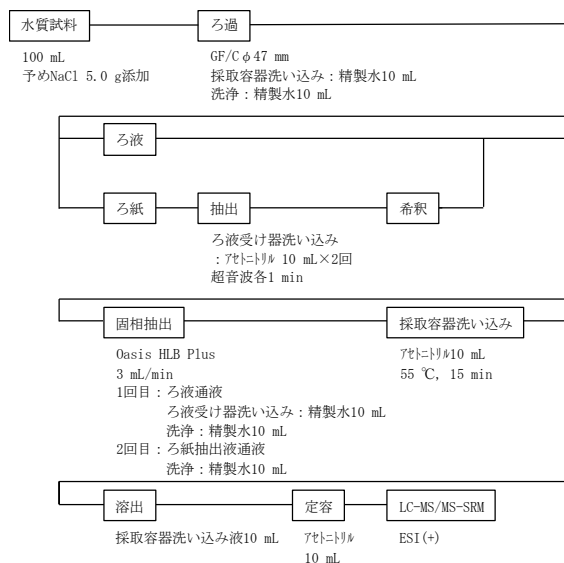 水質試料 ろ過
100 mL
予めNaCl 5.0 g添加
GF/Cφ47 mm
採取容器洗い込み：精製水10 mL
洗浄：精製水10 mL
ろ液
ろ紙 抽出 希釈
ろ液受け器洗い込み
：ｱｾﾄﾆﾄﾘﾙ 10 mL×2回
超音波各1 min
固相抽出 採取容器洗い込み
Oasis HLB Plus
3 mL/min
1回目：ろ液通液
ろ液受け器洗い込み：精製水10 mL
洗浄：精製水10 mL
2回目：ろ紙抽出液通液
洗浄：精製水10 mL
ｱｾﾄﾆﾄﾘﾙ10 mL
55 ℃, 15 min
溶出 定容 LC-MS/MS-SRM
採取容器洗い込み液10 mL
ｱｾﾄﾆﾄﾘﾙ
10 mL
ESI(+)